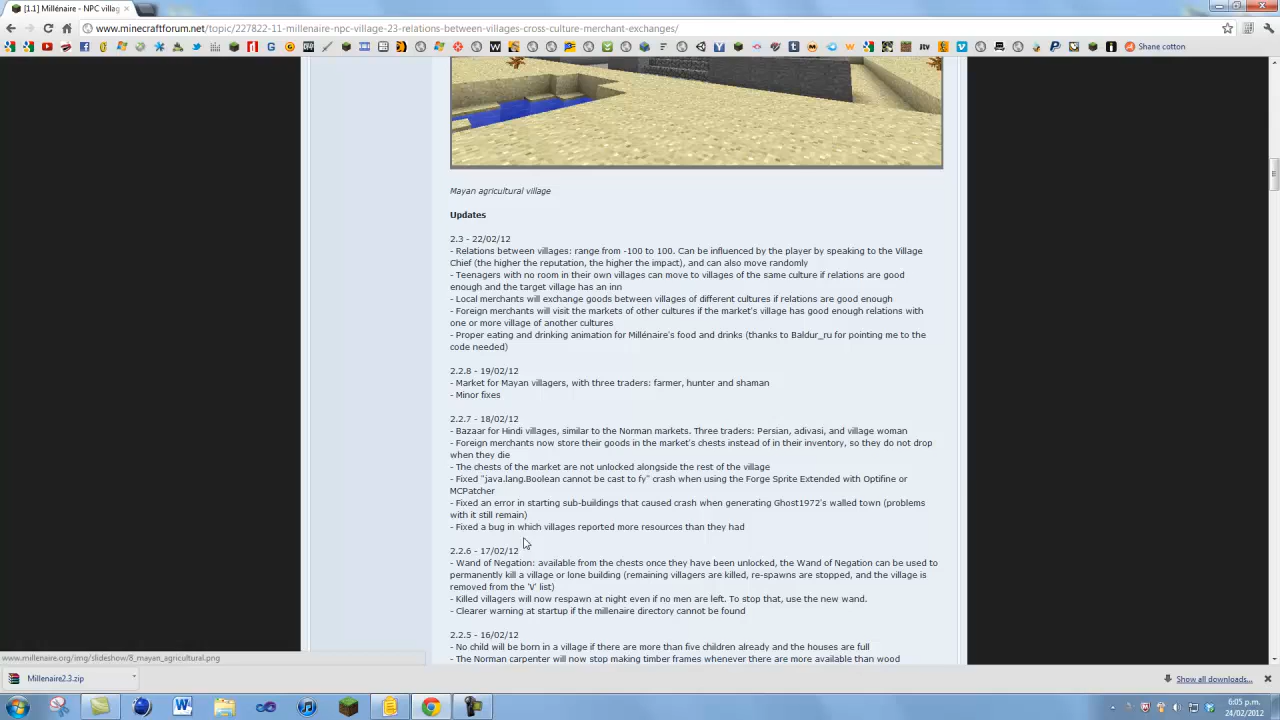 [1.1] Millénaire - NPC villag
www.minecraftforum.net/topic/227822-11-millenaire-npc-village-23-relations-between-villages-cross-culture-merchant-exchanges/
Shane cotton
Mayan agricultural village
Updates
2.3 - 22/02/12
- Relations between villages: range from -100 to 100. Can be influenced by the player by speaking to the Village
Chief (the higher the reputation, the higher the impact), and can also move randomly
- Teenagers with no room in their own villages can move to villages of the same culture if relations are good
enough and the target village has an inn
- Local merchants will exchange goods between villages of different cultures if relations are good enough
- Foreign merchants will visit the markets of other cultures if the market's village has good enough relations with
one or more village of another cultures
- Proper eating and drinking animation for Millénaire's food and drinks (thanks to Baldur_ru for pointing me to the
code needed)
2.2.8 - 19/02/12
- Market for Mayan villagers, with three traders: farmer, hunter and shaman
- Minor fixes
2.2.7 - 18/02/12
- Bazaar for Hindi villages, similar to the Norman markets. Three traders: Persian, adivasi, and village woman
- Foreign merchants now store their goods in the market's chests instead of in their inventory, so they do not drop
when they die
- The chests of the market are not unlocked alongside the rest of the village
- Fixed "java.lang.Boolean cannot be cast to fy" crash when using the Forge Sprite Extended with Optifine or
MCPatcher
- Fixed an error in starting sub-buildings that caused crash when generating Ghost1972's walled town (problems
with it still remain)
- Fixed a bug in which villages reported more resources than they had
2.2.6 - 17/02/12
- Wand of Negation: available from the chests once they have been unlocked, the Wand of Negation can be used to
permanently kill a village or lone building (remaining villagers are killed, re-spawns are stopped, and the village is
removed from the 'V' list)
- Killed villagers will now respawn at night even if no men are left. To stop that, use the new wand.
- Clearer warning at startup if the millenaire directory cannot be found
2.2.5 - 16/02/12
- No child will be born in a village if there are more than five children already and the houses are full
- The Norman carpenter will now stop making timber frames whenever there are more available than wood
www.millenaire.org/img/slideshow/8_mayan_agricultural.png
Millenaire2.3.zip
Show all downloads...
6:05 p.m.
24/02/2012